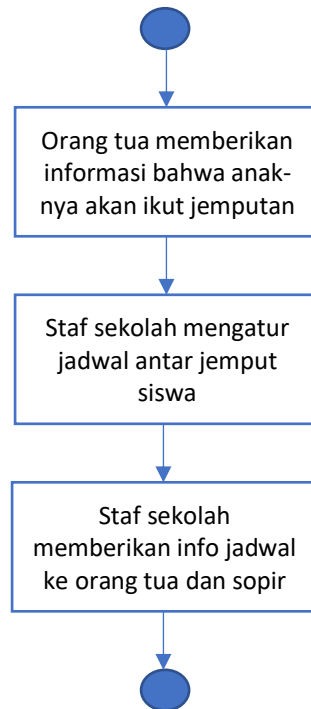 Orang tua memberikan
informasi bahwa anak-
nya akan ikut jemputan
Staf sekolah mengatur
jadwal antar jemput
siswa
Staf sekolah
memberikan info jadwal
ke orang tua dan sopir